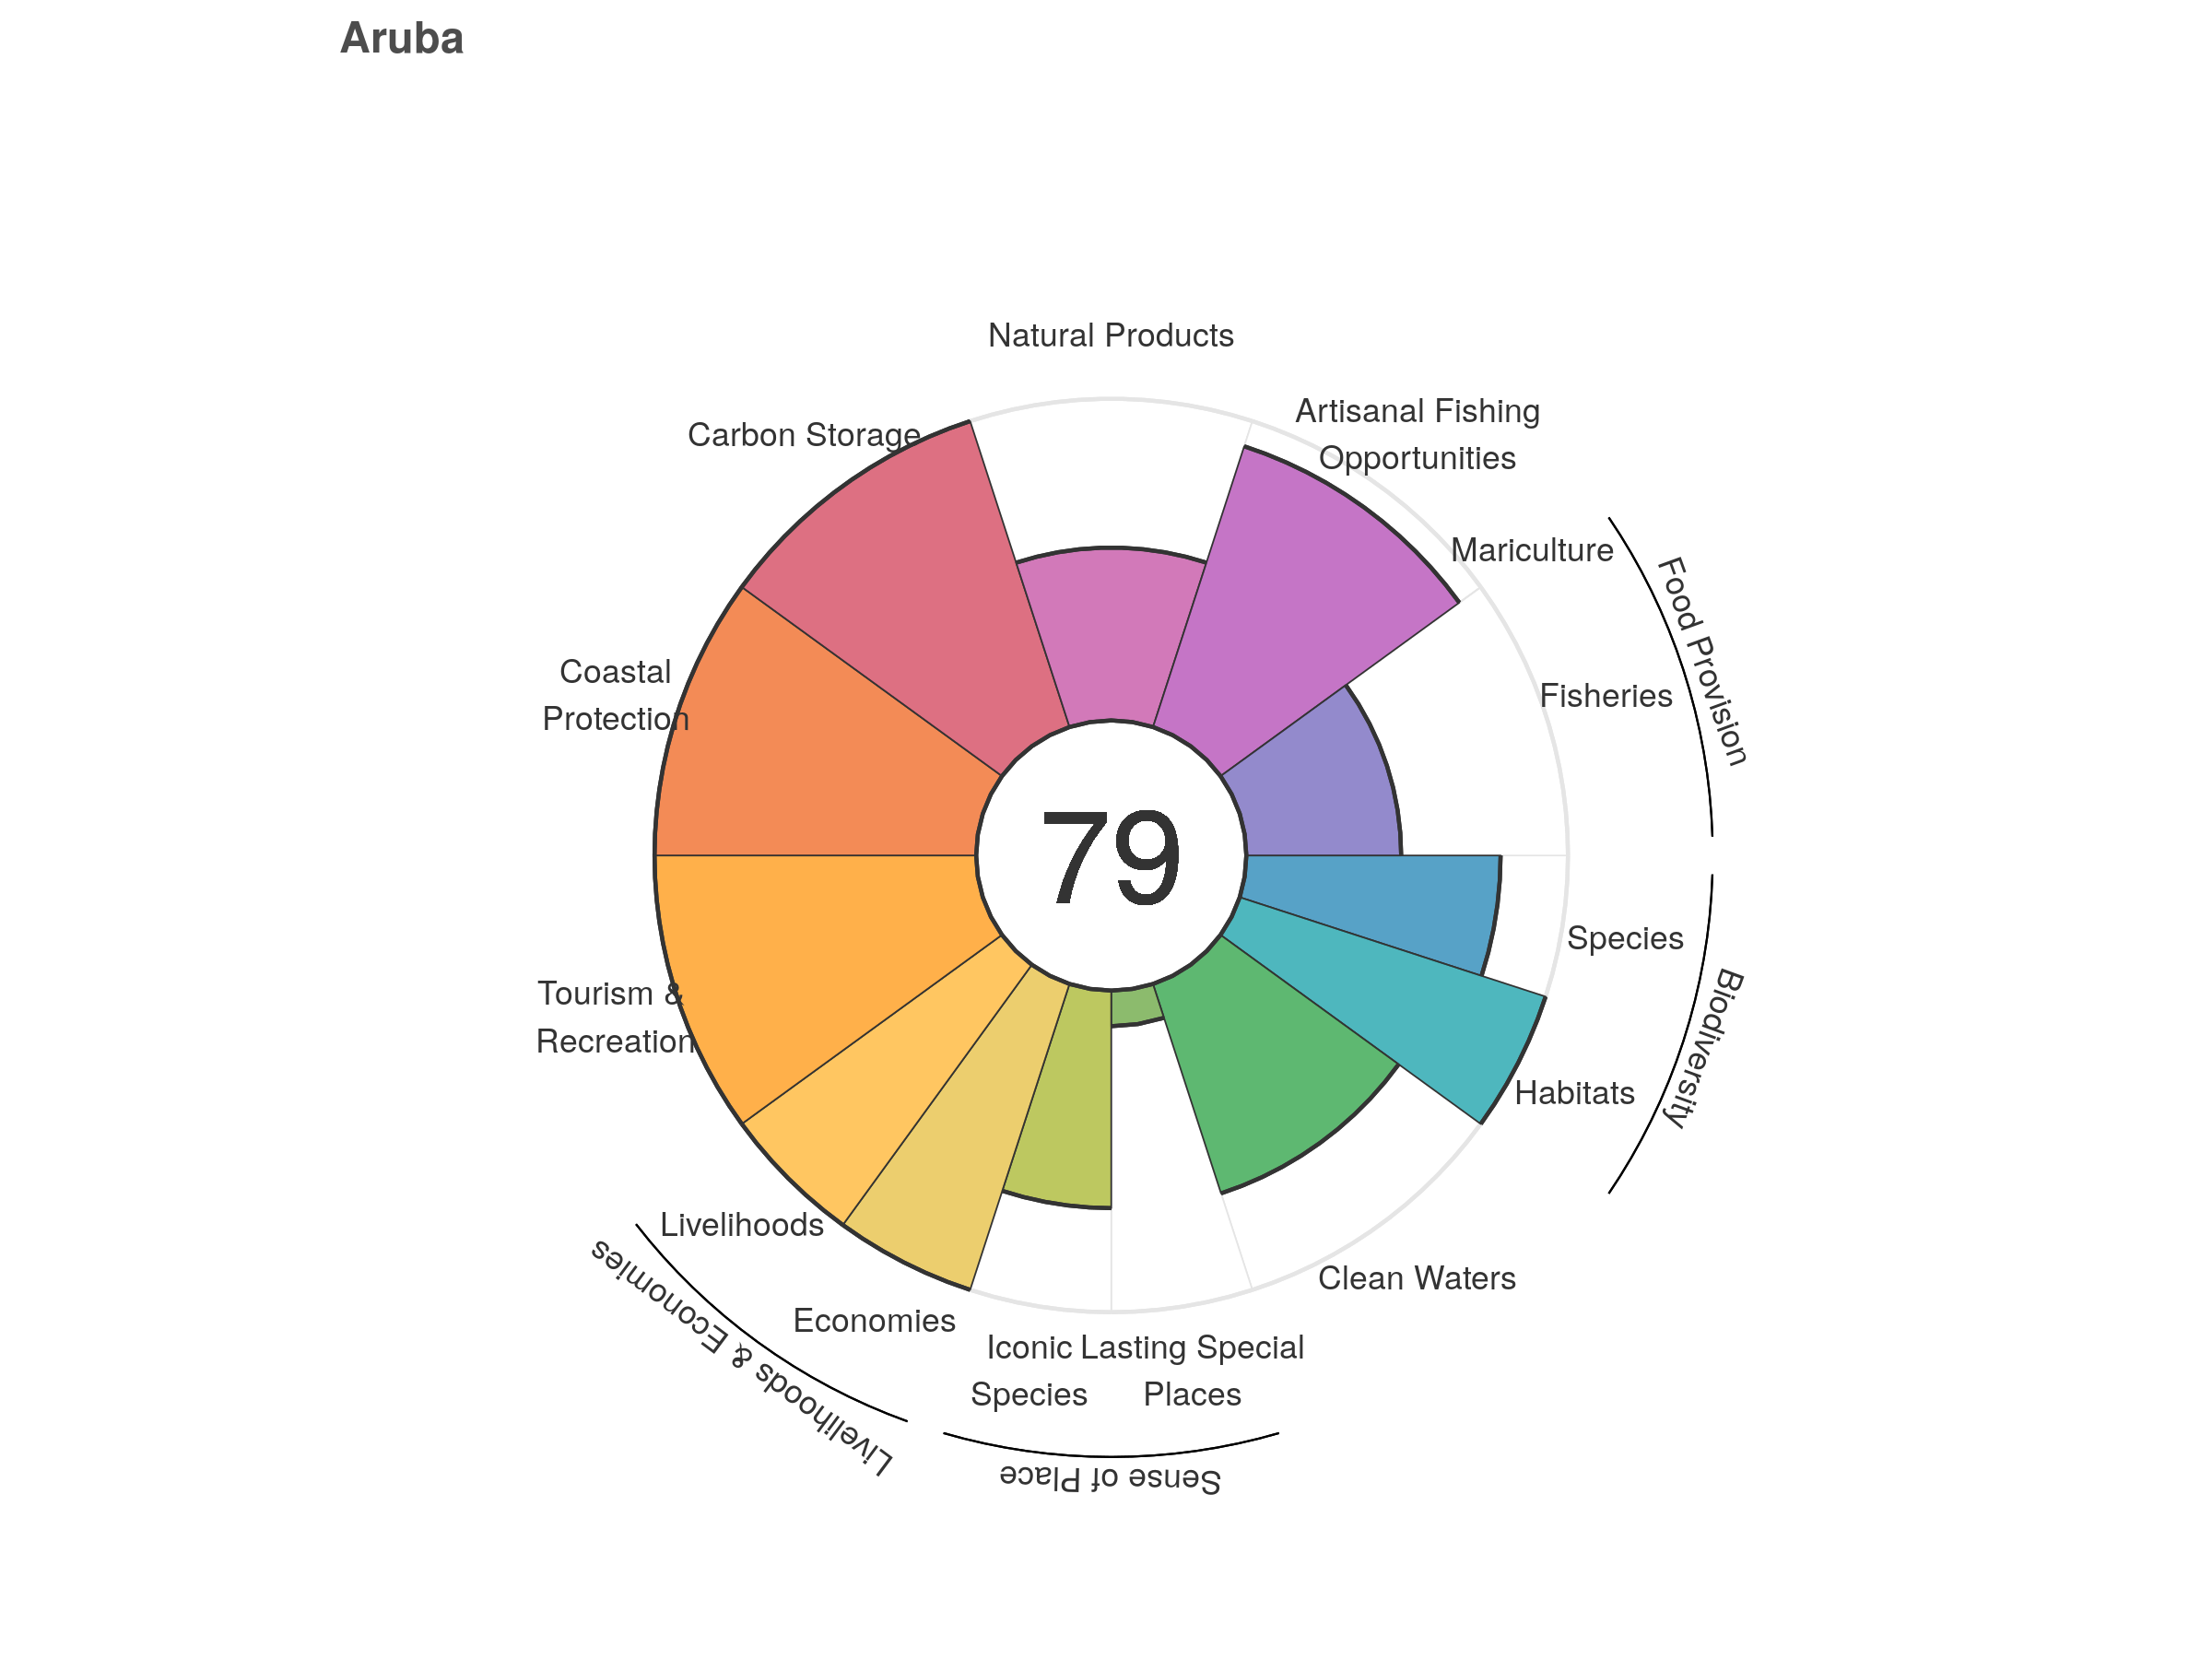 Aruba
Natural Products
Carbon Storage
Artisanal Fishing
Opportunities
Mariculture
Food Provision
Fisheries
Coastal
Protection
79
Species
Biodiversity
Tourism &
Recreation
Habitats
Livelihoods
Clean Waters
Economies
Livelihoods & Economies
Iconic
Species
Lasting Special
Places
Sense of Place